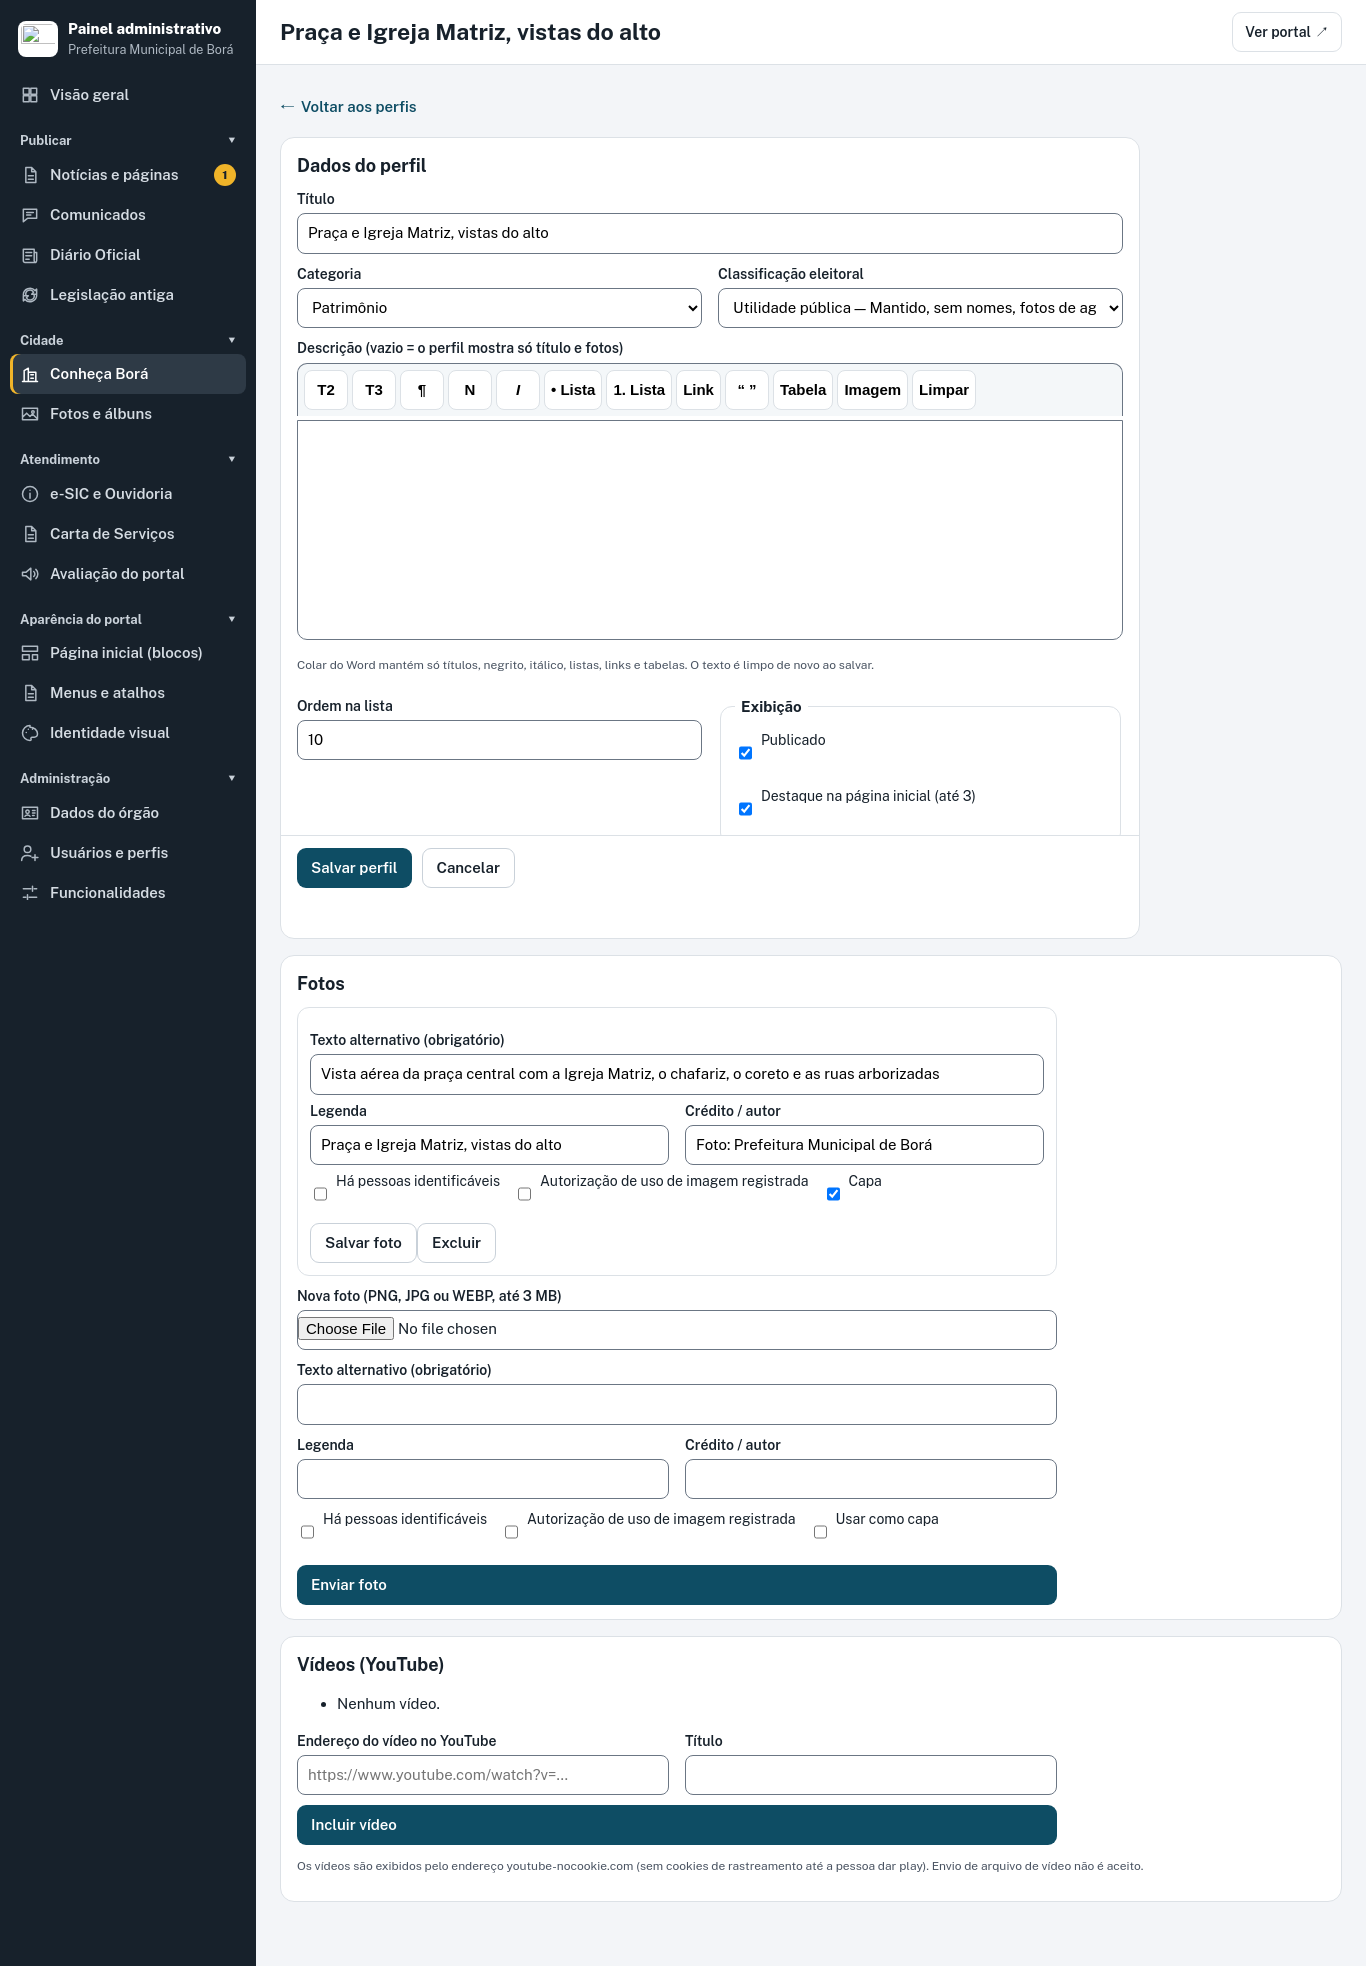 Painel administrativo
Prefeitura Municipal de Borá
Visão geral
Publicar
Notícias e páginas 1
Comunicados
Diário Oficial
Legislação antiga
Cidade
Conheça Borá
Fotos e álbuns
Atendimento
e-SIC e Ouvidoria
Carta de Serviços
Avaliação do portal
Aparência do portal
Página inicial (blocos)
Menus e atalhos
Identidade visual
Administração
Dados do órgão
Usuários e perfis
Funcionalidades
Praça e Igreja Matriz, vistas do alto
Ver portal ↗
← Voltar aos perfis
Dados do perfil
Título
Praça e Igreja Matriz, vistas do alto
Categoria Classificação eleitoral
Patrimônio Utilidade pública — Mantido, sem nomes, fotos de ag
Descrição (vazio = o perfil mostra só título e fotos)
T2 T3 ¶ N I • Lista 1. Lista Link “ ” Tabela Imagem Limpar
Colar do Word mantém só títulos, negrito, itálico, listas, links e tabelas. O texto é limpo de novo ao salvar.
Ordem na lista
10
Exibição
Publicado
Destaque na página inicial (até 3)
Salvar perfil Cancelar
Fotos
Texto alternativo (obrigatório)
Vista aérea da praça central com a Igreja Matriz, o chafariz, o coreto e as ruas arborizadas
Legenda Crédito / autor
Praça e Igreja Matriz, vistas do alto Foto: Prefeitura Municipal de Borá
Há pessoas identificáveis Autorização de uso de imagem registrada Capa
Salvar foto Excluir
Nova foto (PNG, JPG ou WEBP, até 3 MB)
Choose File No file chosen
Texto alternativo (obrigatório)
Legenda Crédito / autor
Há pessoas identificáveis Autorização de uso de imagem registrada Usar como capa
Enviar foto
Vídeos (YouTube)
• Nenhum vídeo.
Endereço do vídeo no YouTube Título
https://www.youtube.com/watch?v=...
Incluir vídeo
Os vídeos são exibidos pelo endereço youtube-nocookie.com (sem cookies de rastreamento até a pessoa dar play). Envio de arquivo de vídeo não é aceito.